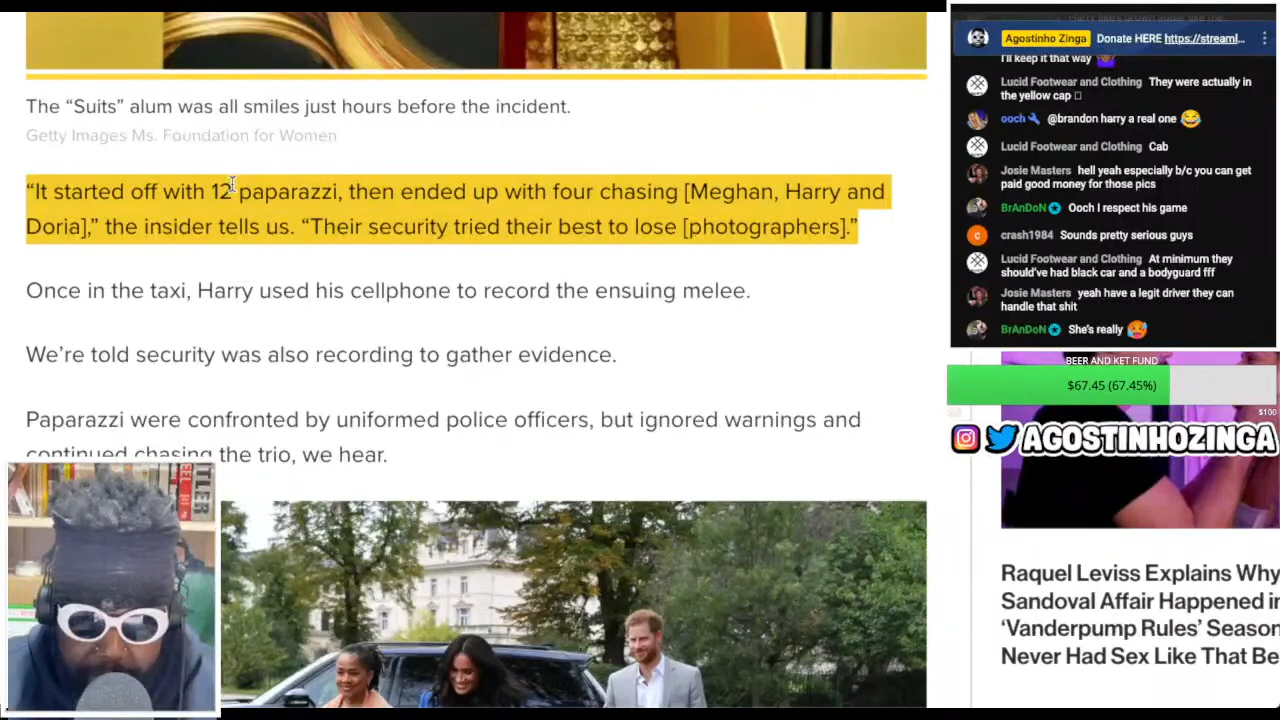 The “Suits” alum was all smiles just hours before the incident.
Getty Images Ms. Foundation for Women
“It started off with 12 paparazzi, then ended up with four chasing [Meghan, Harry and
Doria],” the insider tells us. “Their security tried their best to lose [photographers].”
Once in the taxi, Harry used his cellphone to record the ensuing melee.
We’re told security was also recording to gather evidence.
Paparazzi were confronted by uniformed police officers, but ignored warnings and
continued chasing the trio, we hear.
Agostinho Zinga Donate HERE https://streaml...
I'll keep it that way
Lucid Footwear and Clothing They were actually in
the yellow cap
ooch @brandon harry a real one
Lucid Footwear and Clothing Cab
Josie Masters hell yeah especially b/c you can get
paid good money for those pics
BrAnDoN Ooch I respect his game
crash1984 Sounds pretty serious guys
Lucid Footwear and Clothing At minimum they
should've had black car and a bodyguard fff
Josie Masters yeah have a legit driver they can
handle that shit
BrAnDoN She's really
BEER AND KET FUND
$67.45 (67.45%)
$100
AGOSTINHOZINGA
Raquel Leviss Explains Why
Sandoval Affair Happened in
‘Vanderpump Rules’ Season
Never Had Sex Like That Be